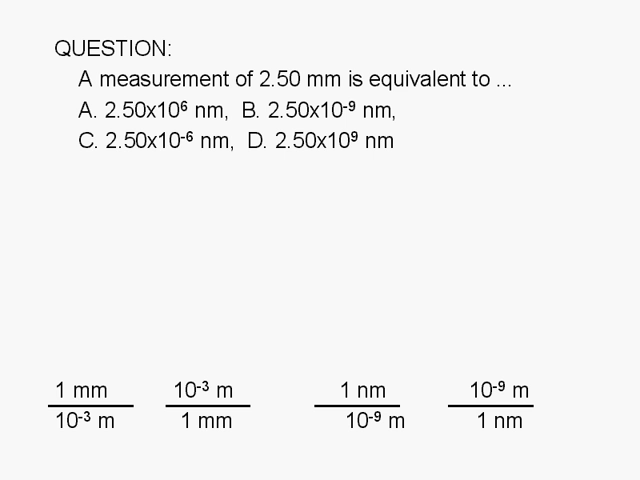 QUESTION:
A measurement of 2.50 mm is equivalent to ...
A. 2.50x10⁶ nm, B. 2.50x10⁻⁹ nm,
C. 2.50x10⁻⁶ nm, D. 2.50x10⁹ nm
1 mm 10⁻³ m 1 nm 10⁻⁹ m
10⁻³ m 1 mm 10⁻⁹ m 1 nm